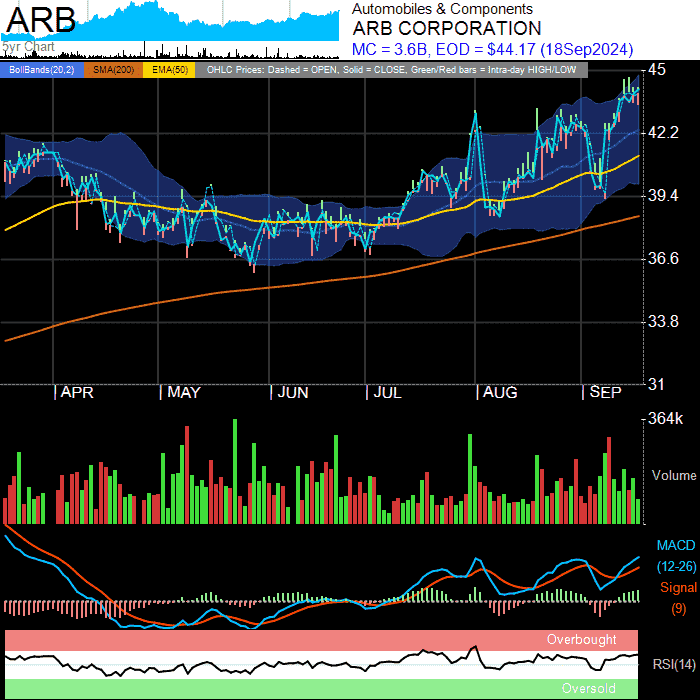 ARB
5yr Chart
Automobiles & Components
ARB CORPORATION
MC = 3.6B, EOD = $44.17 (18Sep2024)
BollBands(20,2) SMA(200) EMA(50) OHLC Prices: Dashed = OPEN, Solid = CLOSE, Green/Red bars = Intra-day HIGH/LOW
45
42.2
39.4
36.6
33.8
31
APR MAY JUN JUL AUG SEP
364k
Volume
MACD
(12-26)
Signal
(9)
Overbought
RSI(14)
Oversold